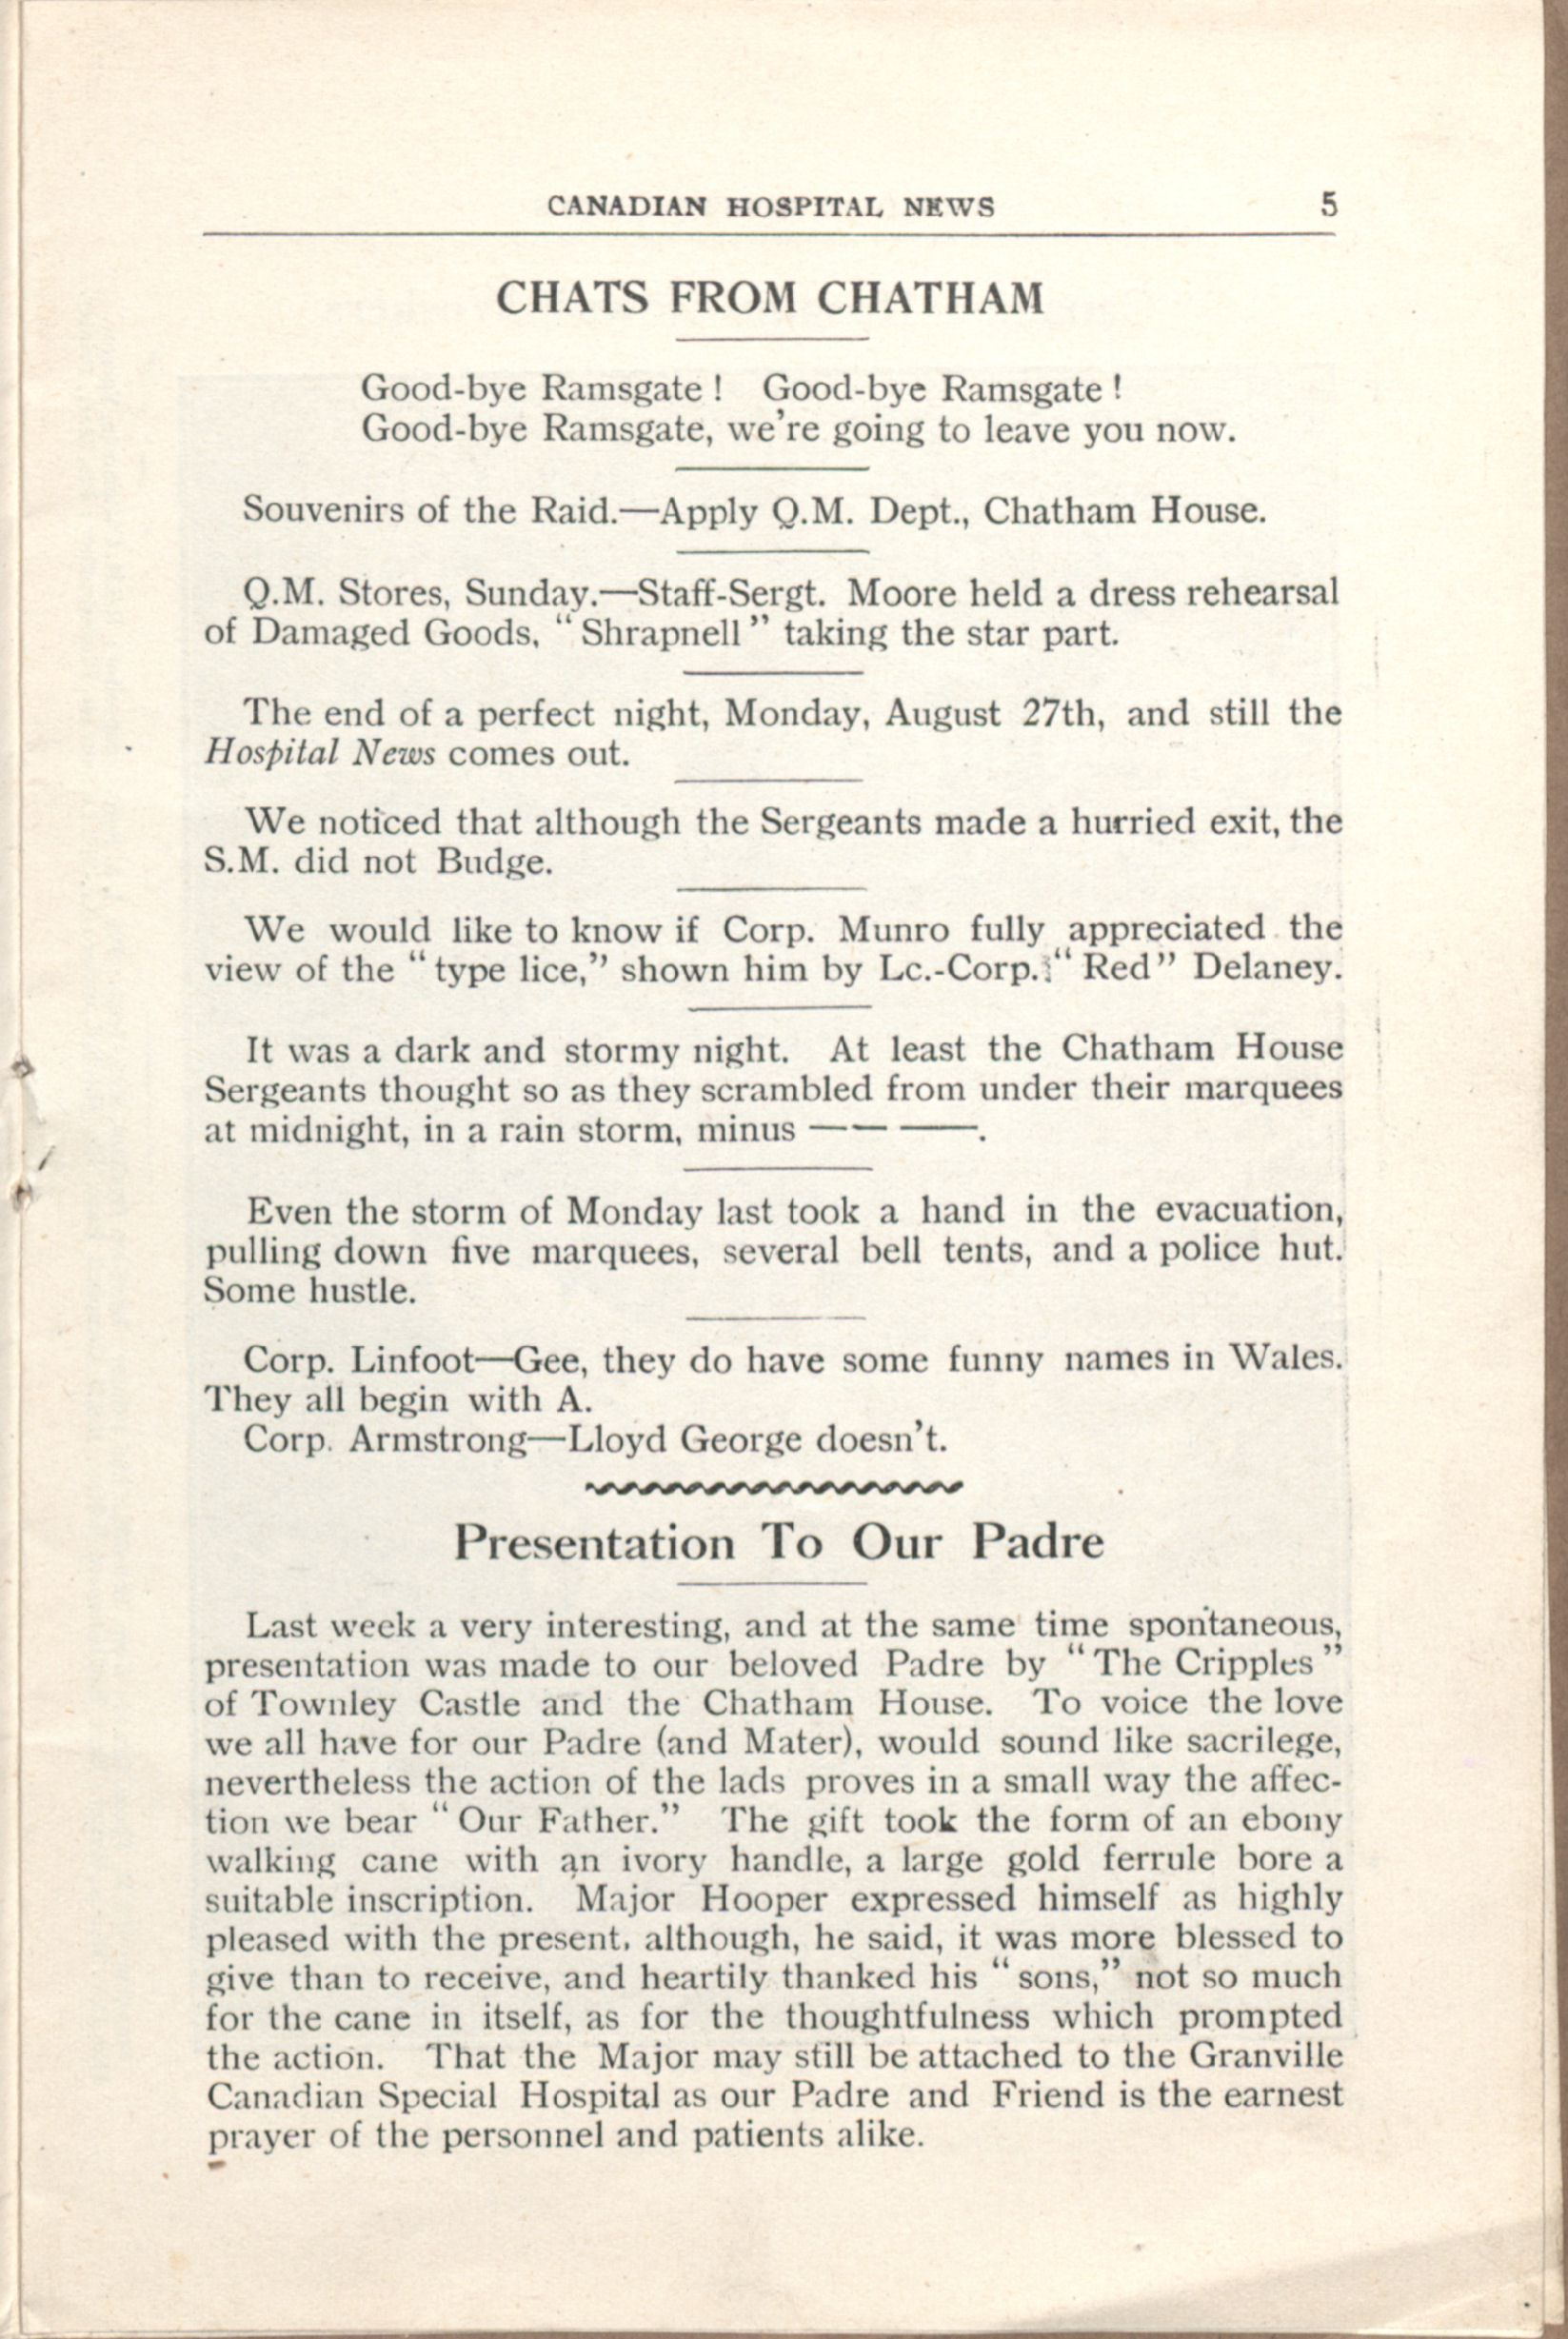 CANADIAN HOSPITAL NEWS 5
CHATS FROM CHATHAM
Good-bye Ramsgate ! Good-bye Ramsgate !
Good-bye Ramsgate, we're going to leave you now.
Souvenirs of the Raid.—Apply Q.M. Dept., Chatham House.
Q.M. Stores, Sunday.—Staff-Sergt. Moore held a dress rehearsal
of Damaged Goods, “Shrapnell” taking the star part.
The end of a perfect night, Monday, August 27th, and still the
Hospital News comes out.
We noticed that although the Sergeants made a hurried exit, the
S.M. did not Budge.
We would like to know if Corp. Munro fully appreciated the
view of the “type lice,” shown him by Lc.-Corp. “Red” Delaney.
It was a dark and stormy night. At least the Chatham House
Sergeants thought so as they scrambled from under their marquees
at midnight, in a rain storm, minus —— ——.
Even the storm of Monday last took a hand in the evacuation,
pulling down five marquees, several bell tents, and a police hut.
Some hustle.
Corp. Linfoot—Gee, they do have some funny names in Wales.
They all begin with A.
Corp. Armstrong—Lloyd George doesn't.
Presentation To Our Padre
Last week a very interesting, and at the same time spontaneous,
presentation was made to our beloved Padre by “The Cripples”
of Townley Castle and the Chatham House. To voice the love
we all have for our Padre (and Mater), would sound like sacrilege,
nevertheless the action of the lads proves in a small way the affec-
tion we bear “Our Father.” The gift took the form of an ebony
walking cane with an ivory handle, a large gold ferrule bore a
suitable inscription. Major Hooper expressed himself as highly
pleased with the present, although, he said, it was more blessed to
give than to receive, and heartily thanked his “sons,” not so much
for the cane in itself, as for the thoughtfulness which prompted
the action. That the Major may still be attached to the Granville
Canadian Special Hospital as our Padre and Friend is the earnest
prayer of the personnel and patients alike.